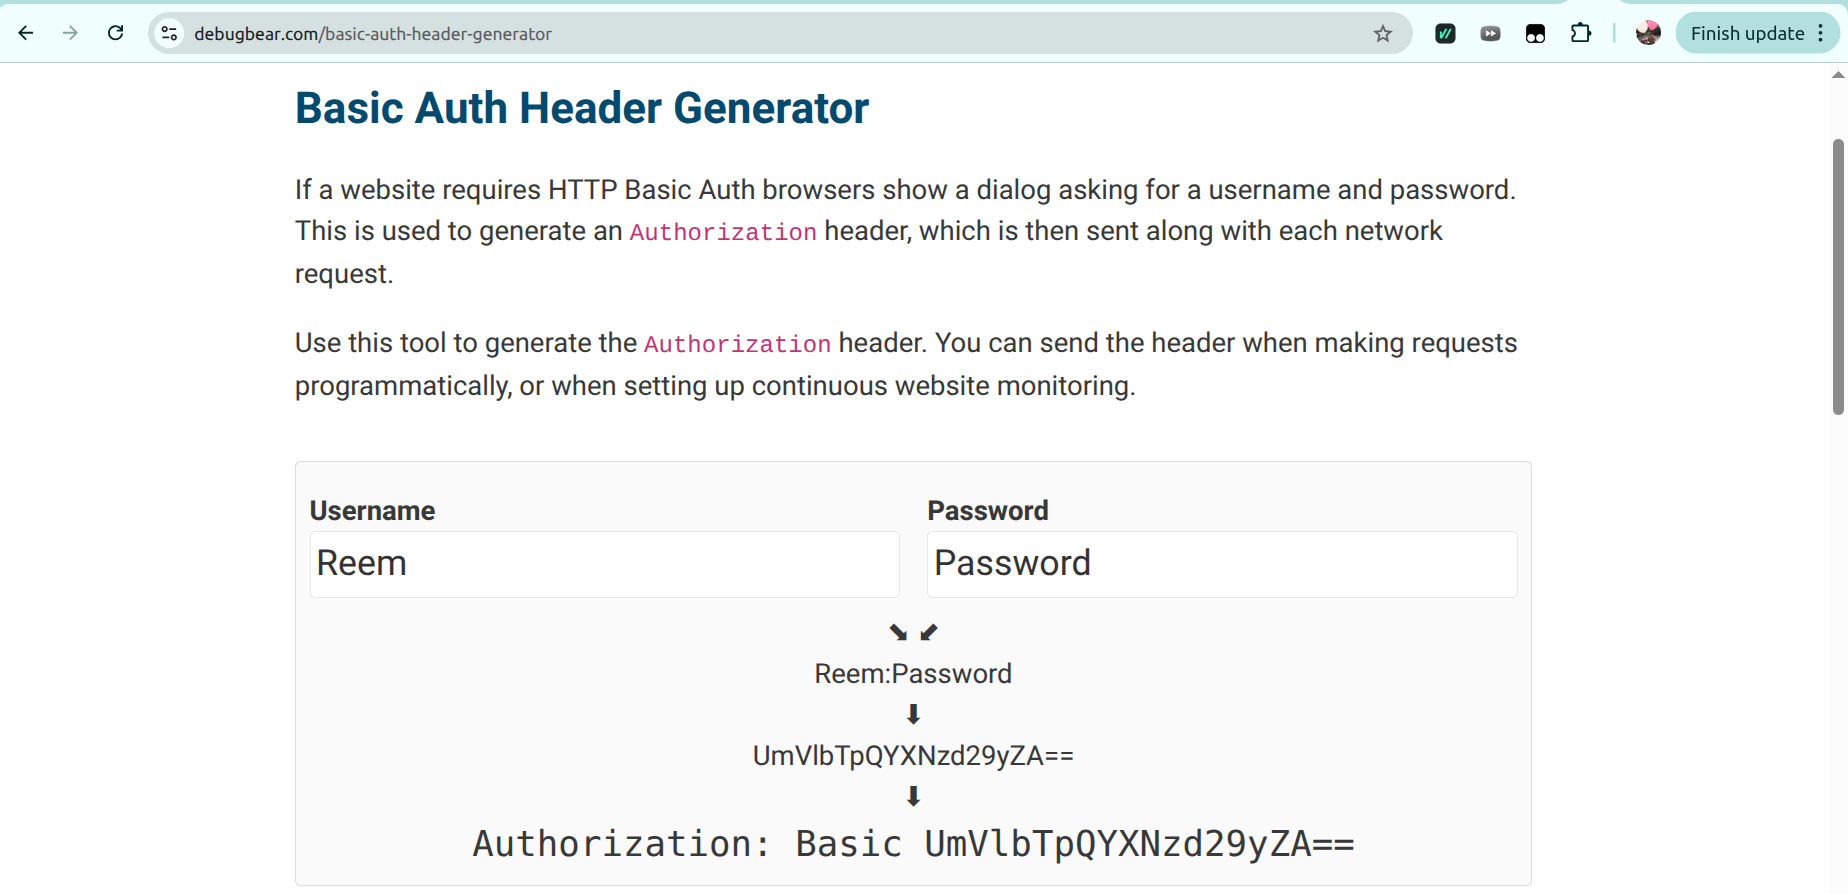 debugbear.com/basic-auth-header-generator
Finish update
Basic Auth Header Generator
If a website requires HTTP Basic Auth browsers show a dialog asking for a username and password.
This is used to generate an Authorization header, which is then sent along with each network
request.
Use this tool to generate the Authorization header. You can send the header when making requests
programmatically, or when setting up continuous website monitoring.
Username Password
Reem Password
Reem:Password
UmVlbTpQYXNzd29yZA==
Authorization: Basic UmVlbTpQYXNzd29yZA==